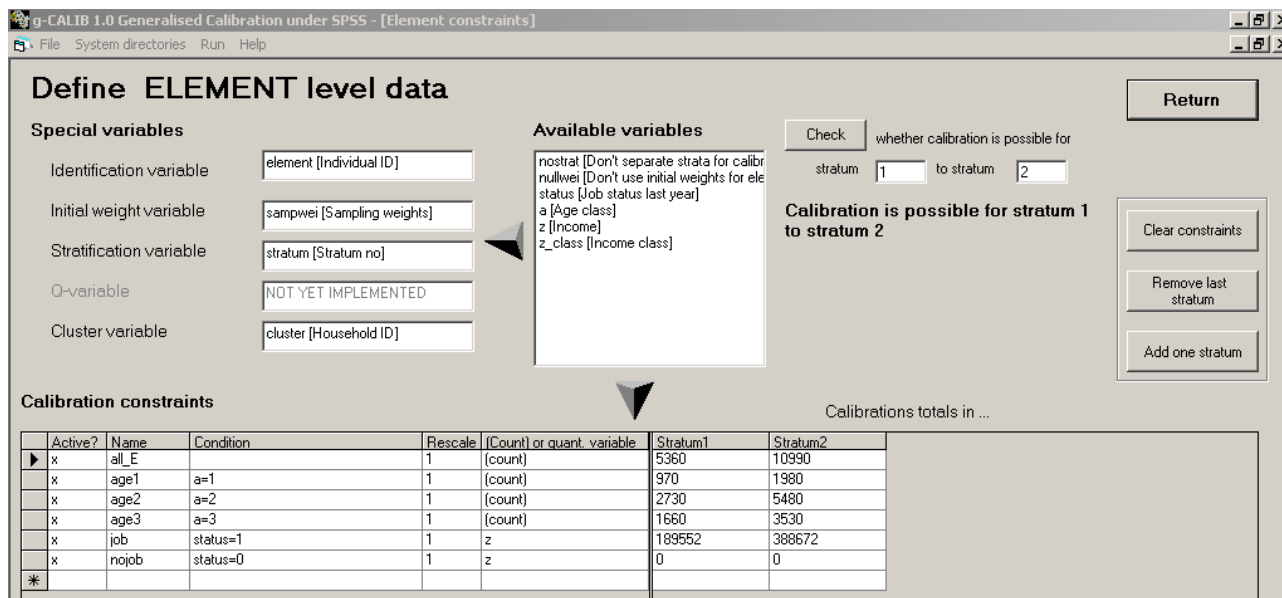 g-CALIB 1.0 Generalised Calibration under SPSS - [Element constraints]
File System directories Run Help
Define ELEMENT level data
Return
Special variables
Identification variable
element [Individual ID]
Initial weight variable
sampwei [Sampling weights]
Stratification variable
stratum [Stratum no]
Q-variable
NOT YET IMPLEMENTED
Cluster variable
cluster [Household ID]
Available variables
nostrat [Don't separate strata for calibr
nullwei [Don't use initial weights for ele
status [Job status last year]
a [Age class]
z [Income]
z_class [Income class]
Check whether calibration is possible for
stratum 1 to stratum 2
Calibration is possible for stratum 1
to stratum 2
Clear constraints
Remove last
stratum
Add one stratum
Calibration constraints
Calibrations totals in ...
Active? Name Condition Rescale (Count) or quant. variable Stratum1 Stratum2
x all_E 1 (count) 5360 10990
x age1 a=1 1 (count) 970 1980
x age2 a=2 1 (count) 2730 5480
x age3 a=3 1 (count) 1660 3530
x job status=1 1 z 189552 388672
x nojob status=0 1 z 0 0